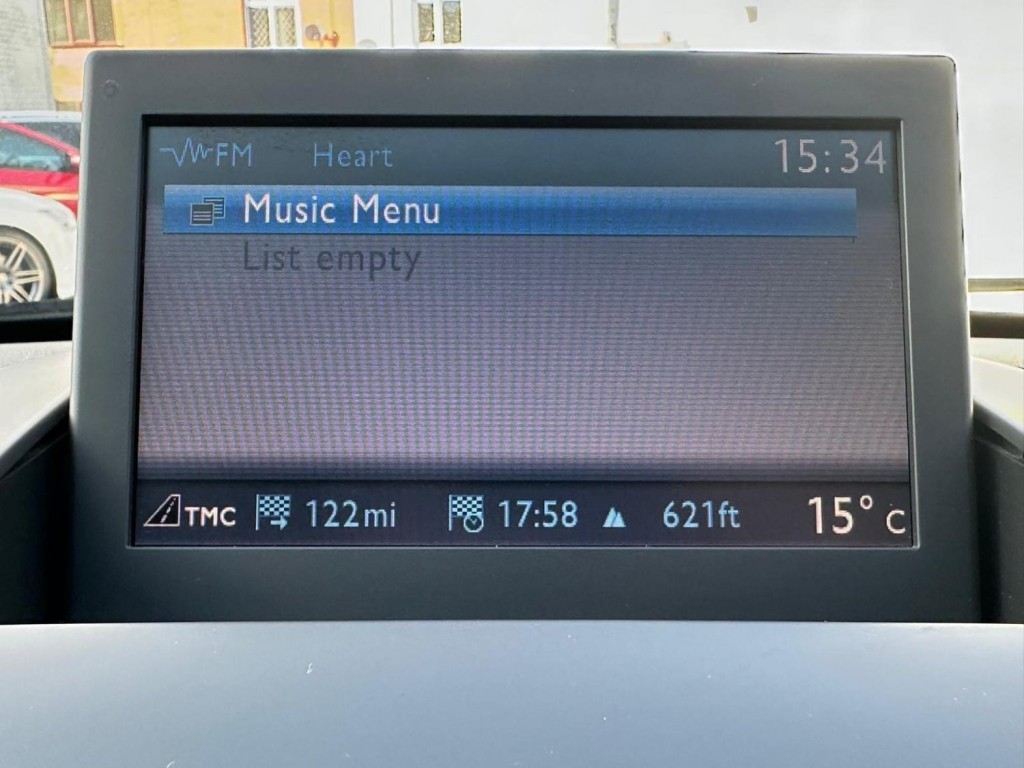 FM Heart 15:34
Music Menu
List empty
TMC 122mi 17:58 621ft 15°c